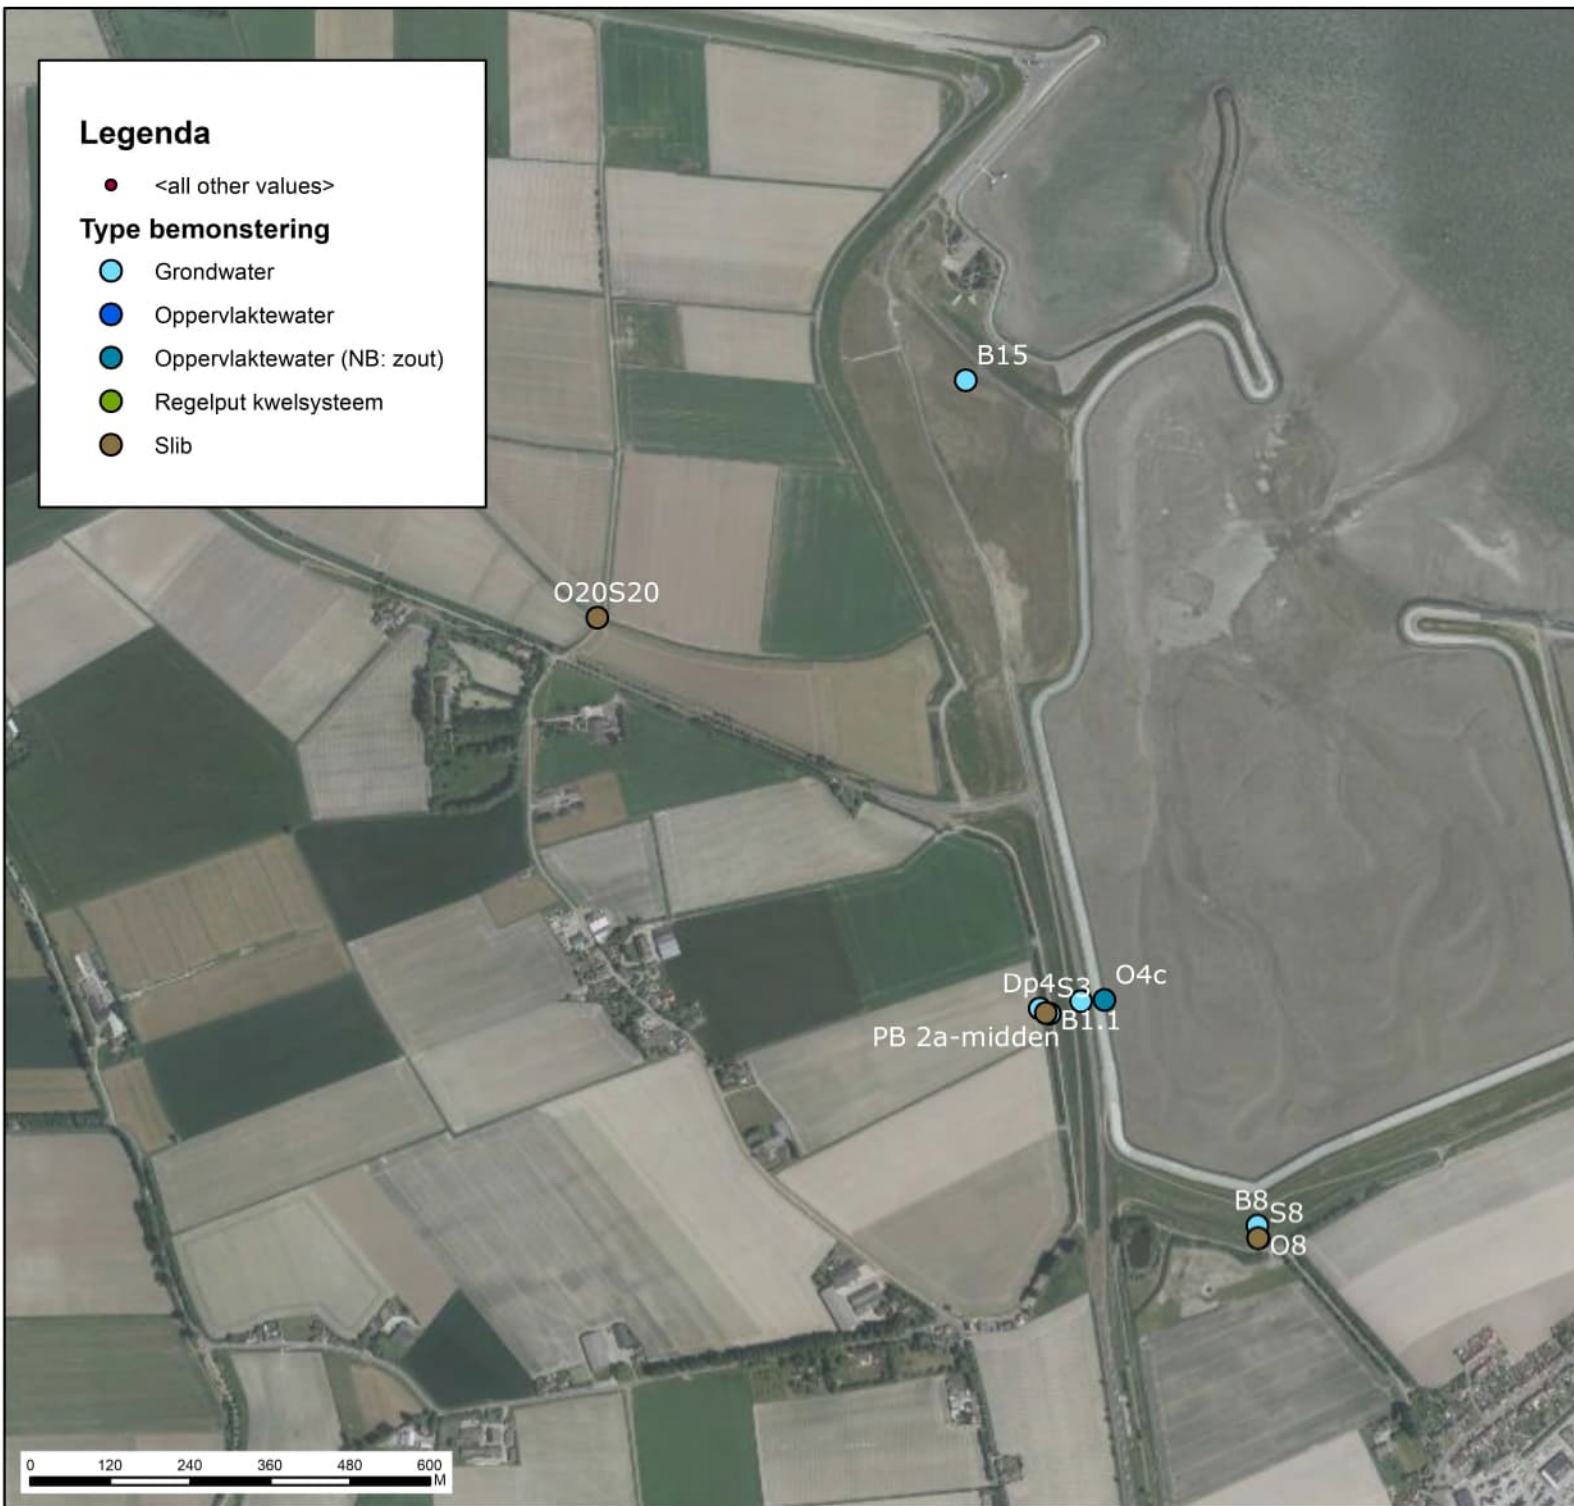 Legenda
<all other values>
Type bemonstering
Grondwater
Oppervlaktewater
Oppervlaktewater (NB: zout)
Regelput kwelsysteem
Slib
B15
O20S20
Dp4S3
O4c
B1.1
PB 2a-midden
B8
S8
O8
0 120 240 360 480 600
M